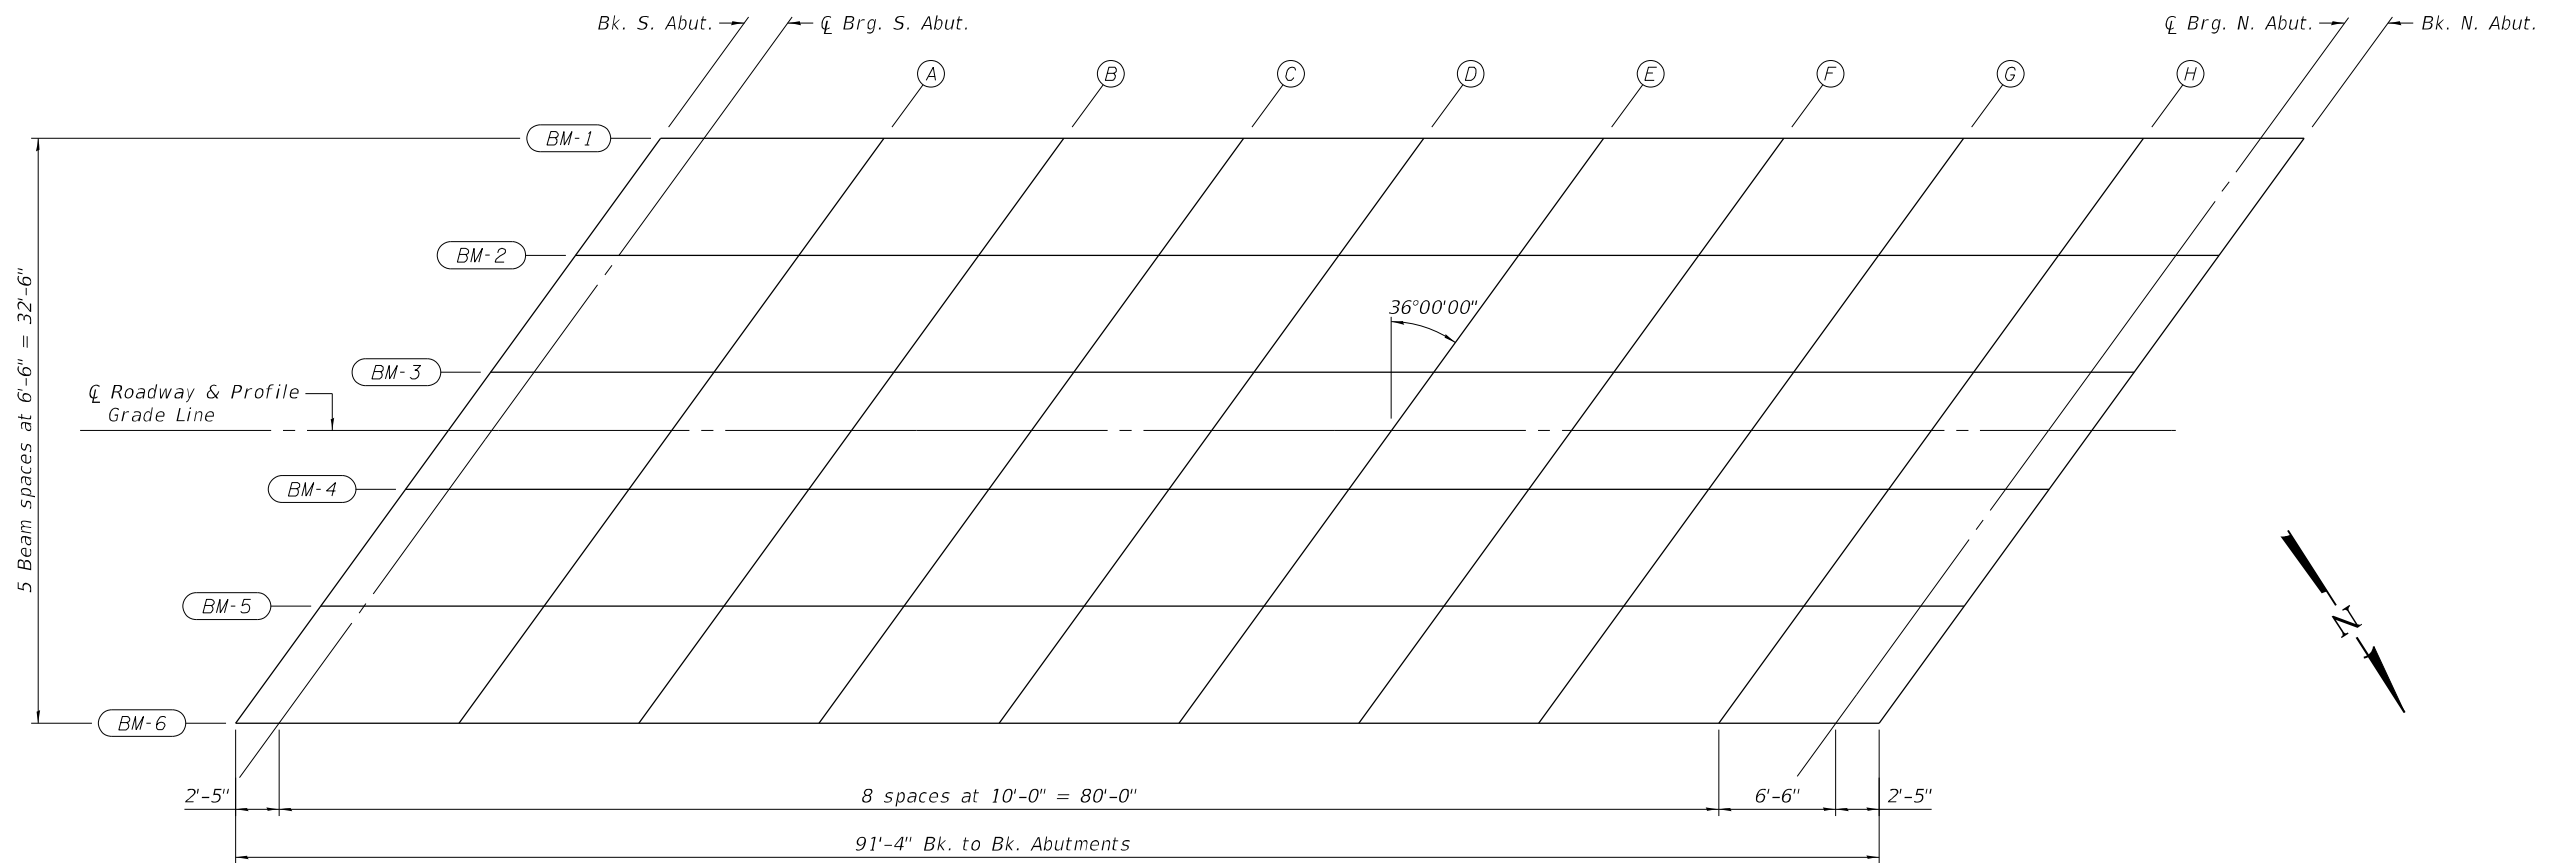 Bk. S. Abut.
℄ Brg. S. Abut.
℄ Brg. N. Abut.
Bk. N. Abut.
A
B
C
D
E
F
G
H
BM-1
BM-2
36°00'00"
BM-3
℄ Roadway & Profile
Grade Line
5 Beam spaces at 6'-6" = 32'-6"
BM-4
BM-5
N
BM-6
2'-5"
8 spaces at 10'-0" = 80'-0"
6'-6"
2'-5"
91'-4" Bk. to Bk. Abutments